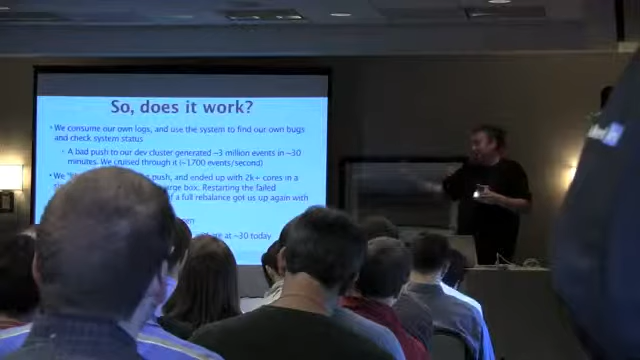 So, does it work?
• We consume our own logs, and use the system to find our own bugs
and check system status
• A bad push to our dev cluster generated ~3 million events in ~30
minutes. We cruised through it (~1700 events/second)
• We push, and ended up with 2k+ cores in a
box. Restarting the failed
of a full rebalance got us up again with
at ~30 today